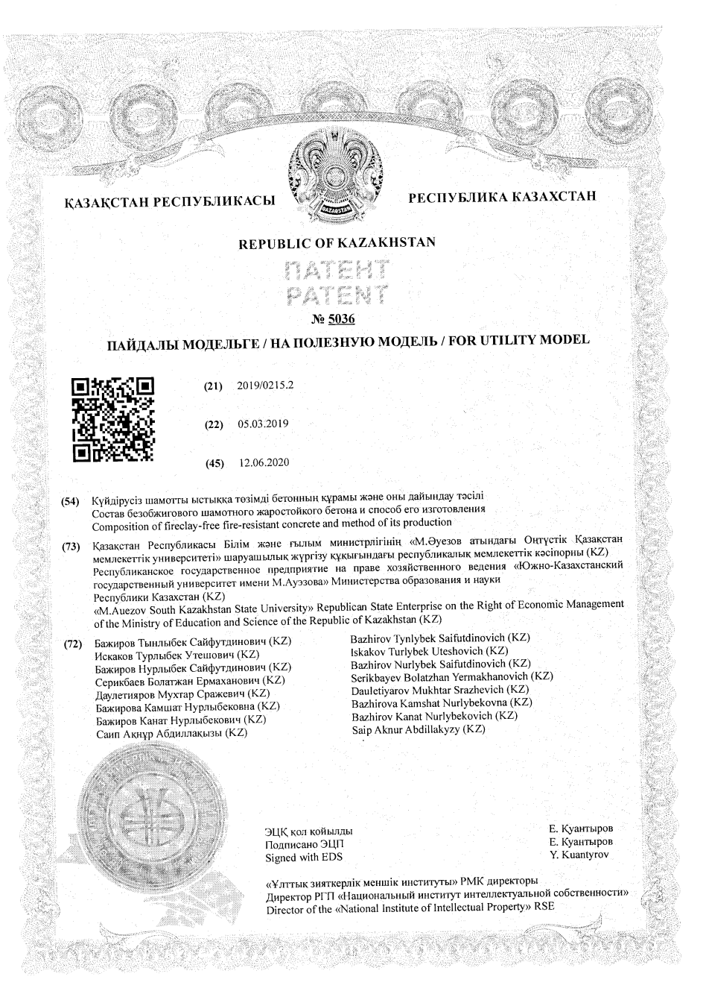 ҚАЗАҚСТАН РЕСПУБЛИКАСЫ
РЕСПУБЛИКА КАЗАХСТАН
QAZAQSTAN
REPUBLIC OF KAZAKHSTAN
ПАТЕНТ
PATENT
№ 5036
ПАЙДАЛЫ МОДЕЛЬГЕ / НА ПОЛЕЗНУЮ МОДЕЛЬ / FOR UTILITY MODEL
(21) 2019/0215.2
(22) 05.03.2019
(45) 12.06.2020
(54) Күйдірусіз шамотты ыстыққа төзімді бетонның құрамы және оны дайындау тәсілі
Состав безобжигового шамотного жаростойкого бетона и способ его изготовления
Composition of fireclay-free fire-resistant concrete and method of its production
(73) Қазақстан Республикасы Білім және ғылым министрлігінің «М.Әуезов атындағы Оңтүстік Қазақстан
мемлекеттік университеті» шаруашылық жүргізу құқығындағы республикалық мемлекеттік кәсіпорны (KZ)
Республиканское государственное предприятие на праве хозяйственного ведения «Южно-Казахстанский
государственный университет имени М.Ауэзова» Министерства образования и науки
Республики Казахстан (KZ)
«M.Auezov South Kazakhstan State University» Republican State Enterprise on the Right of Economic Management
of the Ministry of Education and Science of the Republic of Kazakhstan (KZ)
(72) Бажиров Тынлыбек Сайфутдинович (KZ)
Искаков Турлыбек Утешович (KZ)
Бажиров Нурлыбек Сайфутдинович (KZ)
Серикбаев Болатжан Ермаханович (KZ)
Даулетияров Мухтар Сражевич (KZ)
Бажирова Камшат Нурлыбековна (KZ)
Бажиров Канат Нурлыбекович (KZ)
Саип Ақнұр Абдиллақызы (KZ)
Bazhirov Tynlybek Saifutdinovich (KZ)
Iskakov Turlybek Uteshovich (KZ)
Bazhirov Nurlybek Saifutdinovich (KZ)
Serikbayev Bolatzhan Yermakhanovich (KZ)
Dauletiyarov Mukhtar Srazhevich (KZ)
Bazhirova Kamshat Nurlybekovna (KZ)
Bazhirov Kanat Nurlybekovich (KZ)
Saip Aknur Abdillakyzy (KZ)
ЭЦҚ қол қойылды Е. Қуантыров
Подписано ЭЦП Е. Куантыров
Signed with EDS Y. Kuantyrov
«Ұлттық зияткерлік меншік институты» РМК директоры
Директор РГП «Национальный институт интеллектуальной собственности»
Director of the «National Institute of Intellectual Property» RSE